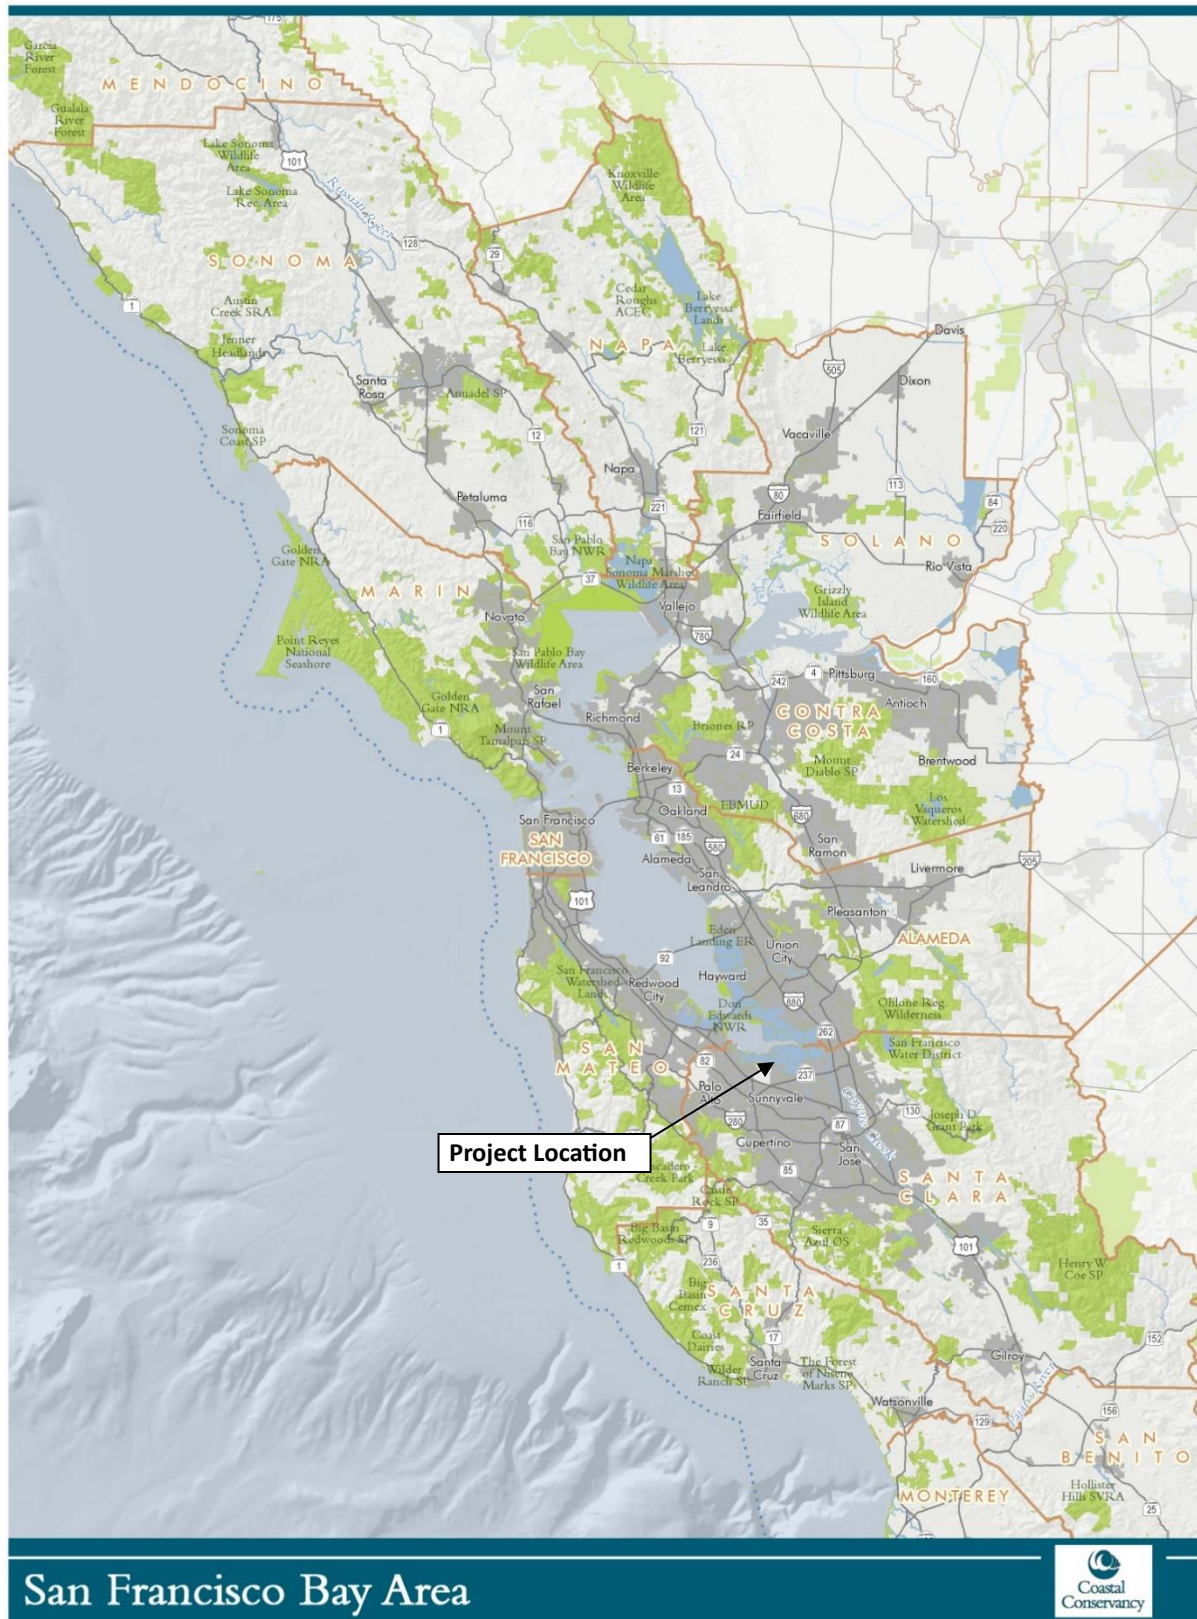 175
Garcia
River
Forest
MENDOCINO
Gualala
River
Forest
Lake Sonoma
Wildlife
Area
101
Lake Sonoma
Rec Area
Russian River
Knoxville
Wildlife
Area
128
29
SONOMA
1
Austin
Creek SRA
Cedar
Roughs
ACEC
Lake
Berryessa
Lands
Jenner
Headlands
NAPA
Lake
Berryessa
Davis
505
Dixon
Santa
Rosa
Annadel SP
Sonoma
Coast SP
12
121
Vacaville
Napa
80
113
84
Petaluma
221
Fairfield
220
116
San Pablo
Bay NWR
SOLANO
Golden
Gate NRA
Napa
Sonoma Marshes
Wildlife Area
Rio Vista
37
MARIN
Grizzly
Island
Wildlife Area
Novato
Vallejo
780
Point Reyes
National
Seashore
San Pablo Bay
Wildlife Area
4
Pittsburg
242
160
Golden
Gate NRA
San
Rafael
Antioch
Richmond
CONTRA
COSTA
1
Mount
Tamalpais SP
Briones RP
24
Mount
Diablo SP
Brentwood
Berkeley
13
Los
Vaqueros
Watershed
Oakland
EBMUD
San Francisco
680
SAN
FRANCISCO
61
185
580
San
Ramon
Alameda
205
San
Leandro
Livermore
101
Pleasanton
Eden
Landing ER
Union
City
ALAMEDA
92
San Francisco
Watershed
Land
Redwood
City
Hayward
880
Don
Edwards
NWR
Ohlone Reg.
Wilderness
262
SAN
MATEO
San Francisco
Water District
82
237
Palo
Alto
Sunnyvale
Coyote Creek
130
Joseph D
Grant Park
280
87
Project Location
Cupertino
San
Jose
85
Creek Park
SANTA
CLARA
Castle
Rock SP
Big Basin
Redwoods SP
9
35
Sierra
Azul OS
101
1
236
Henry W.
Coe SP
Big
Basin
Cemex
SANTA
CRUZ
17
152
Coast
Dairies
Gilroy
Wilder
Ranch SP
Santa
Cruz
The Forest
of Nisene
Marks SP
Pajaro River
Watsonville
156
129
SAN
BENITO
MONTEREY
Hollister
Hills SVRA
25
San Francisco Bay Area
Coastal
Conservancy